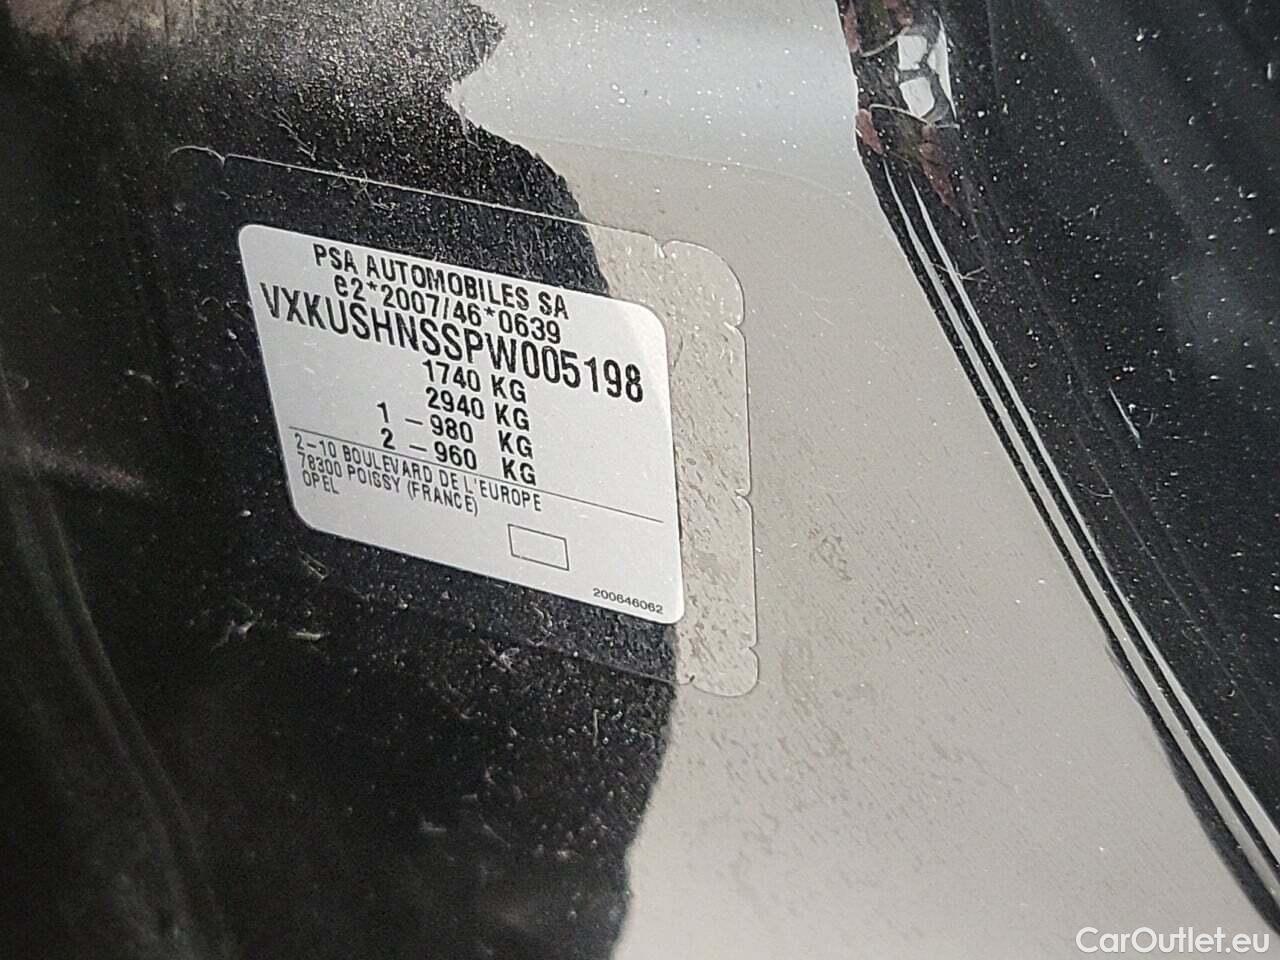 PSA AUTOMOBILES SA
e2*2007/46*0639
VXKUSHNSSPW005198
1740 KG
2940 KG
1 – 980 KG
2 – 960 KG
2–10 BOULEVARD DE L'EUROPE
78300 POISSY (FRANCE)
OPEL
200646062
CarOutlet.eu